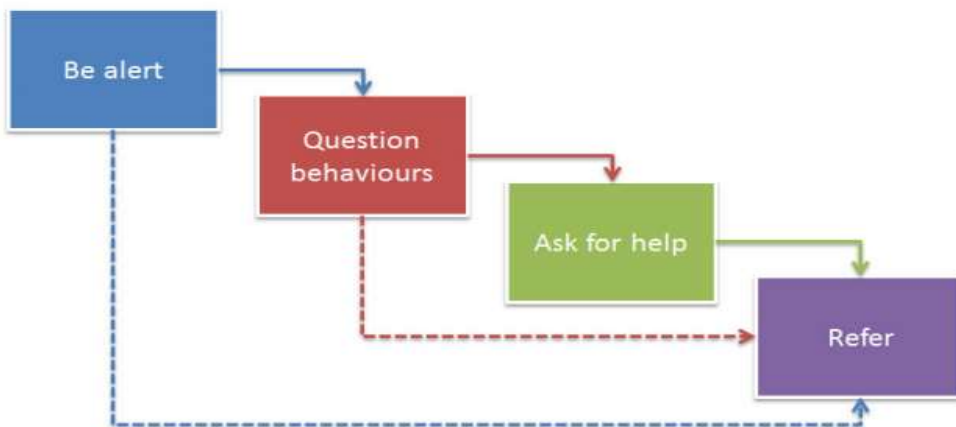 Be alert
Question
behaviours
Ask for help
Refer